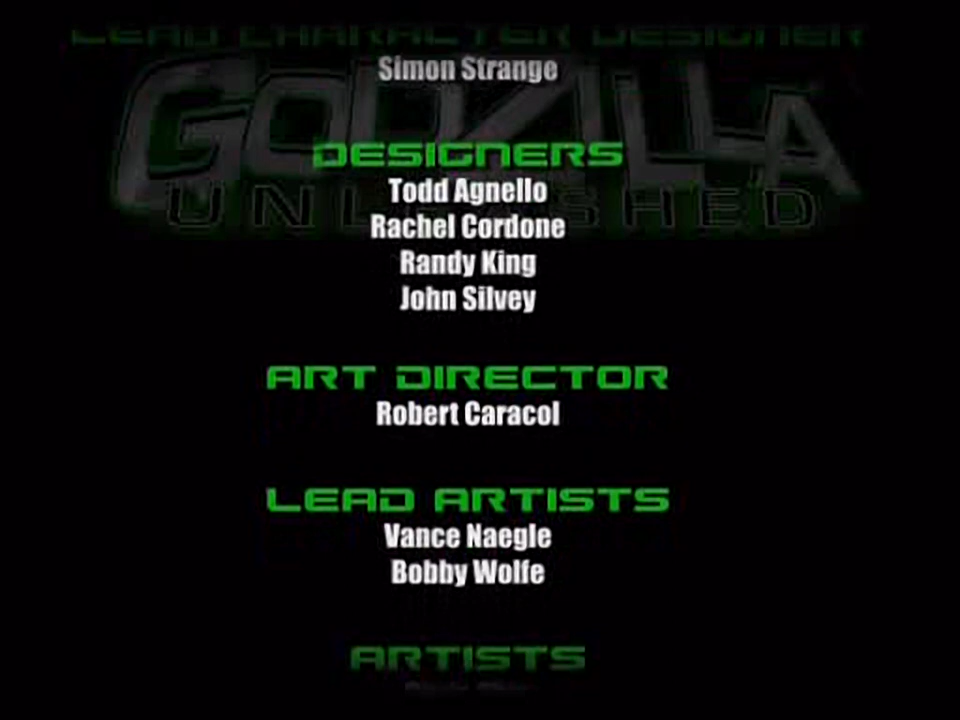 LEAD CHARACTER DESIGNER
Simon Strange
GODZILLA
UNLEASHED
DESIGNERS
Todd Agnello
Rachel Cordone
Randy King
John Silvey
ART DIRECTOR
Robert Caracol
LEAD ARTISTS
Vance Naegle
Bobby Wolfe
ARTISTS